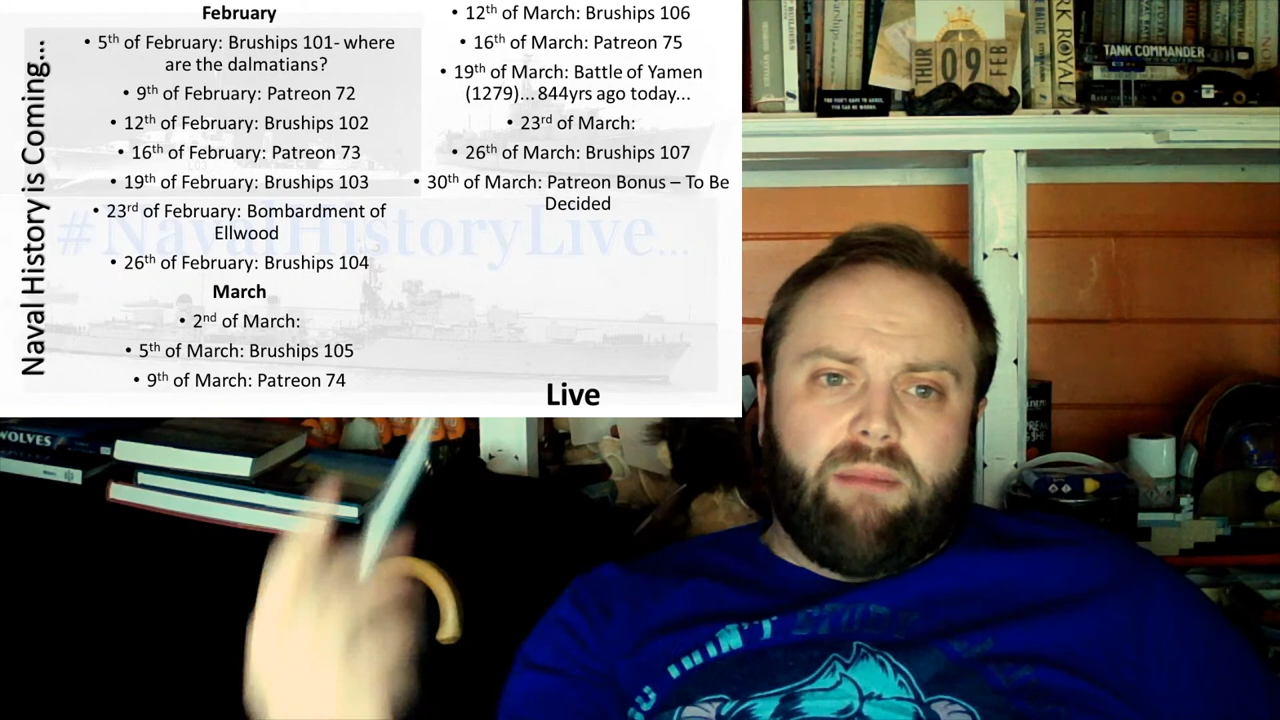 Naval History is Coming...
February
• 5th of February: Bruships 101- where
are the dalmatians?
• 9th of February: Patreon 72
• 12th of February: Bruships 102
• 16th of February: Patreon 73
• 19th of February: Bruships 103
• 23rd of February: Bombardment of
Ellwood
• 26th of February: Bruships 104
March
• 2nd of March:
• 5th of March: Bruships 105
• 9th of March: Patreon 74
• 12th of March: Bruships 106
• 16th of March: Patreon 75
• 19th of March: Battle of Yamen
(1279)... 844yrs ago today...
• 23rd of March:
• 26th of March: Bruships 107
• 30th of March: Patreon Bonus – To Be
Decided
#NavalHistoryLive...
Live
THUR
09
FEB
TANK COMMANDER
ROYAL
BALTIC
WOLVES